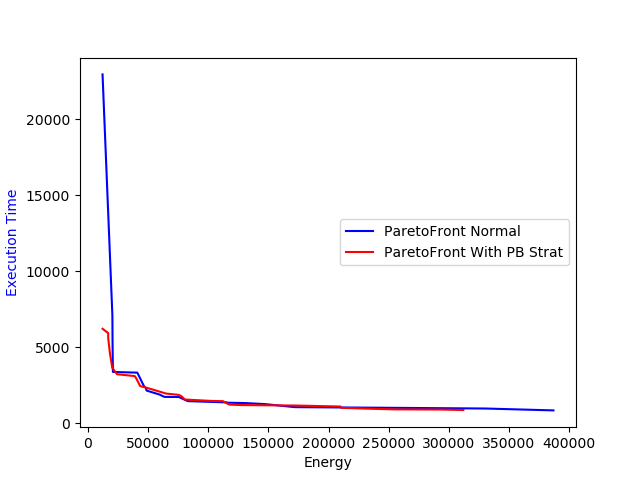 20000
15000
10000
5000
0
Execution Time
ParetoFront Normal
ParetoFront With PB Strat
0 50000 100000 150000 200000 250000 300000 350000 400000
Energy